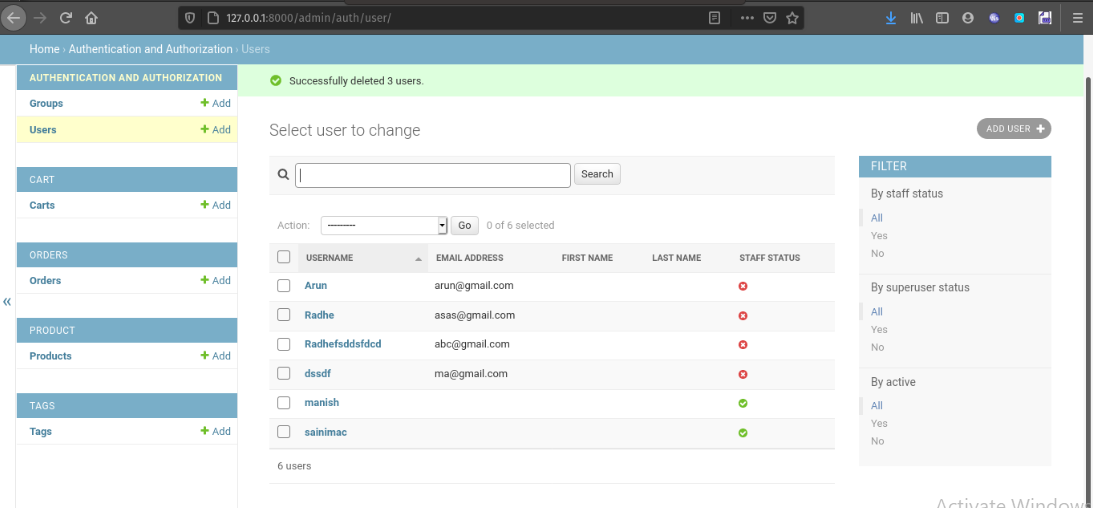 127.0.0.1:8000/admin/auth/user/
Home › Authentication and Authorization › Users
AUTHENTICATION AND AUTHORIZATION
Groups + Add
Users + Add
CART
Carts + Add
ORDERS
Orders + Add
PRODUCT
Products + Add
TAGS
Tags + Add
«
Successfully deleted 3 users.
Select user to change
ADD USER +
Search
Action: --------- Go 0 of 6 selected
USERNAME EMAIL ADDRESS FIRST NAME LAST NAME STAFF STATUS
Arun arun@gmail.com
Radhe asas@gmail.com
Radhefsddsfdcd abc@gmail.com
dssdf ma@gmail.com
manish
sainimac
6 users
FILTER
By staff status
All
Yes
No
By superuser status
All
Yes
No
By active
All
Yes
No
Activate Windows